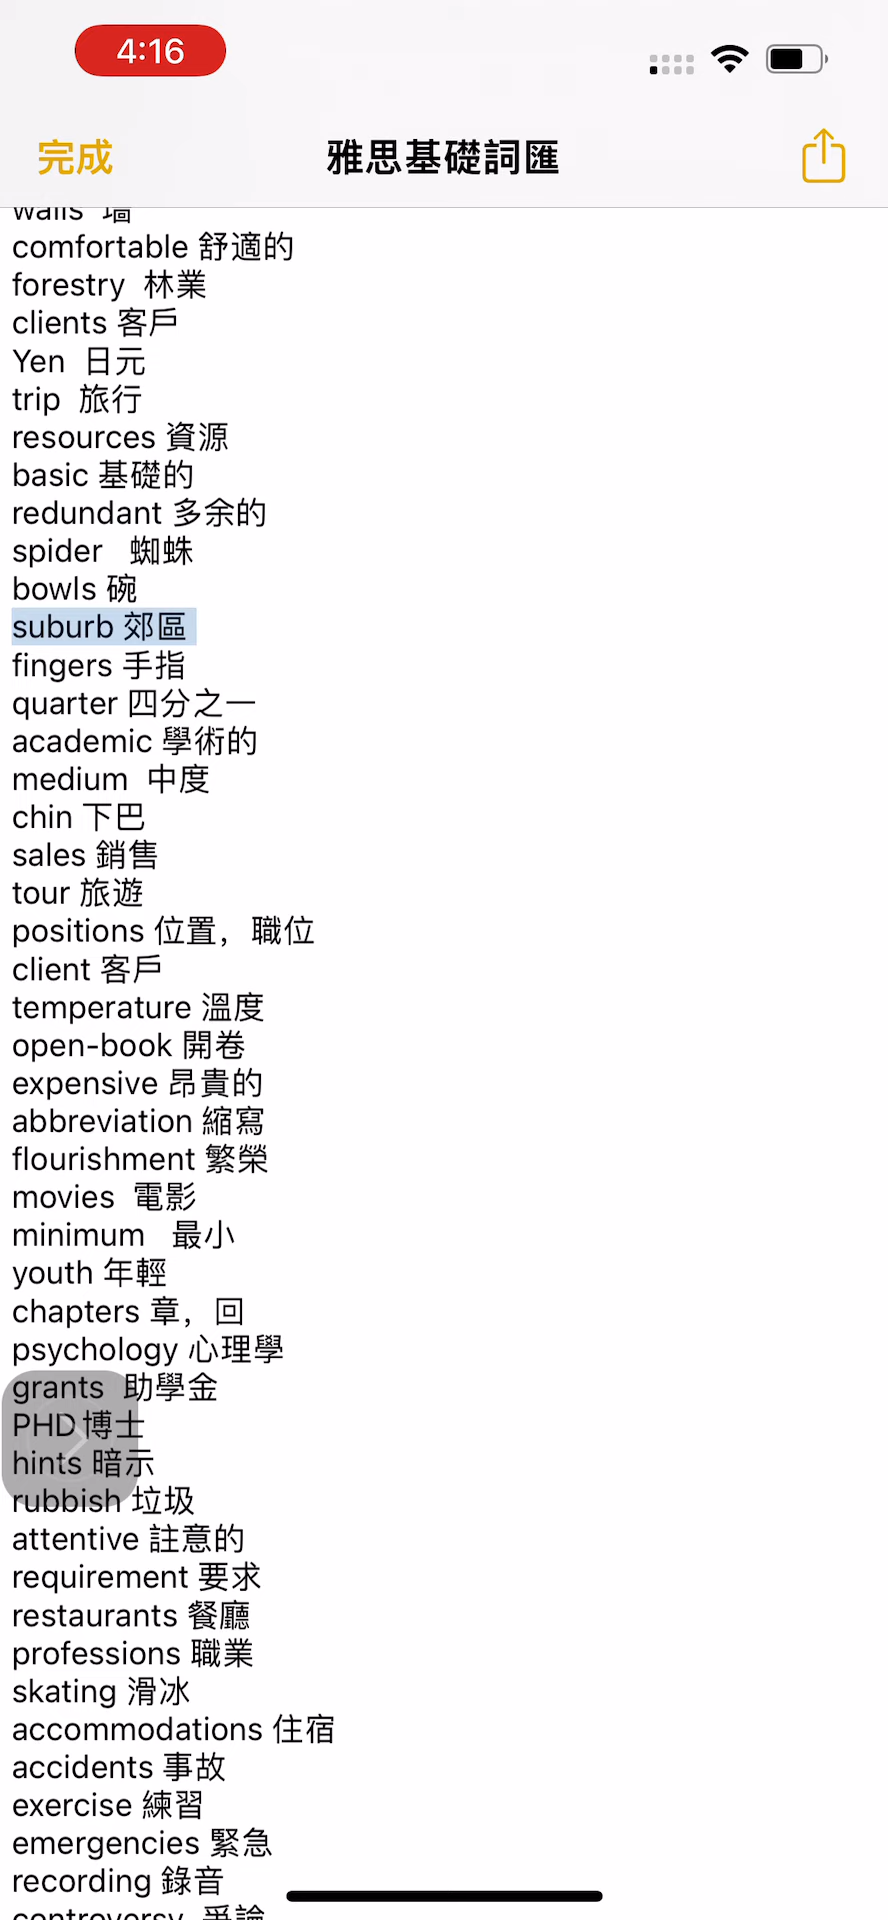 4:16
完成 雅思基礎詞匯
walls 墻
comfortable 舒適的
forestry 林業
clients 客戶
Yen 日元
trip 旅行
resources 資源
basic 基礎的
redundant 多余的
spider 蜘蛛
bowls 碗
suburb 郊區
fingers 手指
quarter 四分之一
academic 學術的
medium 中度
chin 下巴
sales 銷售
tour 旅遊
positions 位置，職位
client 客戶
temperature 溫度
open-book 開卷
expensive 昂貴的
abbreviation 縮寫
flourishment 繁榮
movies 電影
minimum 最小
youth 年輕
chapters 章，回
psychology 心理學
grants 助學金
PHD 博士
hints 暗示
rubbish 垃圾
attentive 註意的
requirement 要求
restaurants 餐廳
professions 職業
skating 滑冰
accommodations 住宿
accidents 事故
exercise 練習
emergencies 緊急
recording 錄音
controversy 爭論